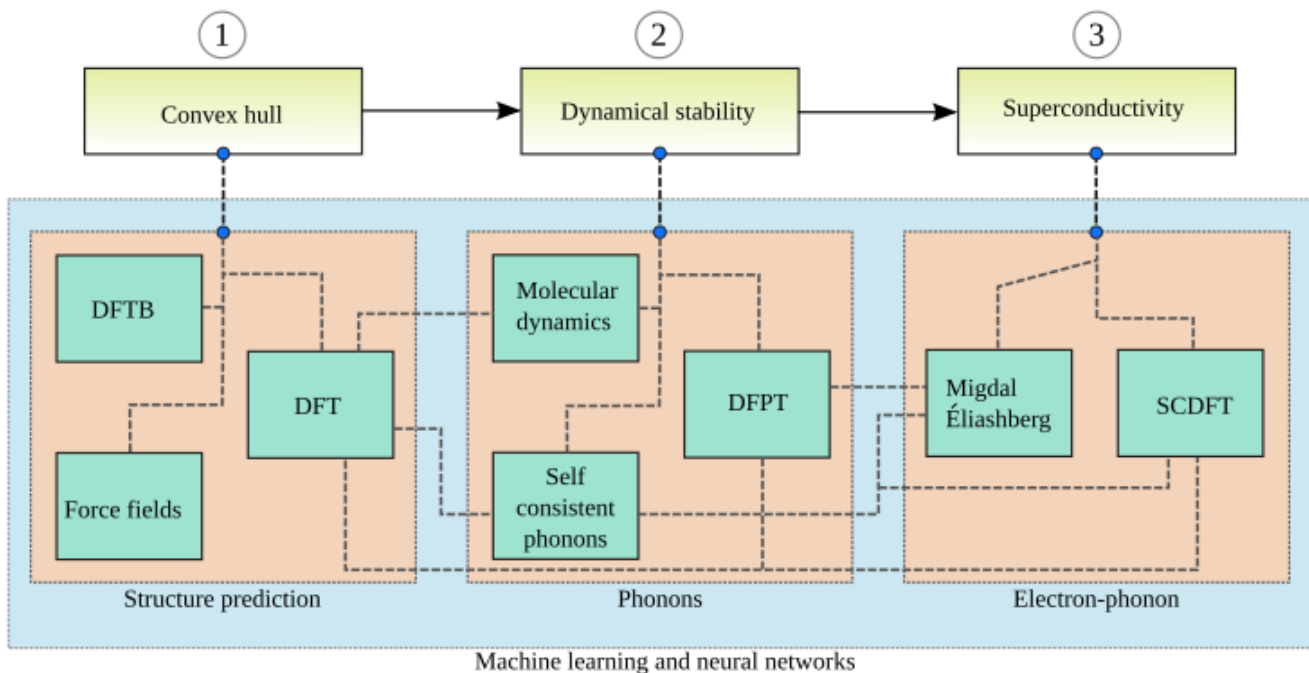 1
2
3
Convex hull
Dynamical stability
Superconductivity
DFTB
DFT
Force fields
Structure prediction
Molecular
dynamics
DFPT
Self
consistent
phonons
Phonons
Migdal
Éliashberg
SCDFT
Electron-phonon
Machine learning and neural networks